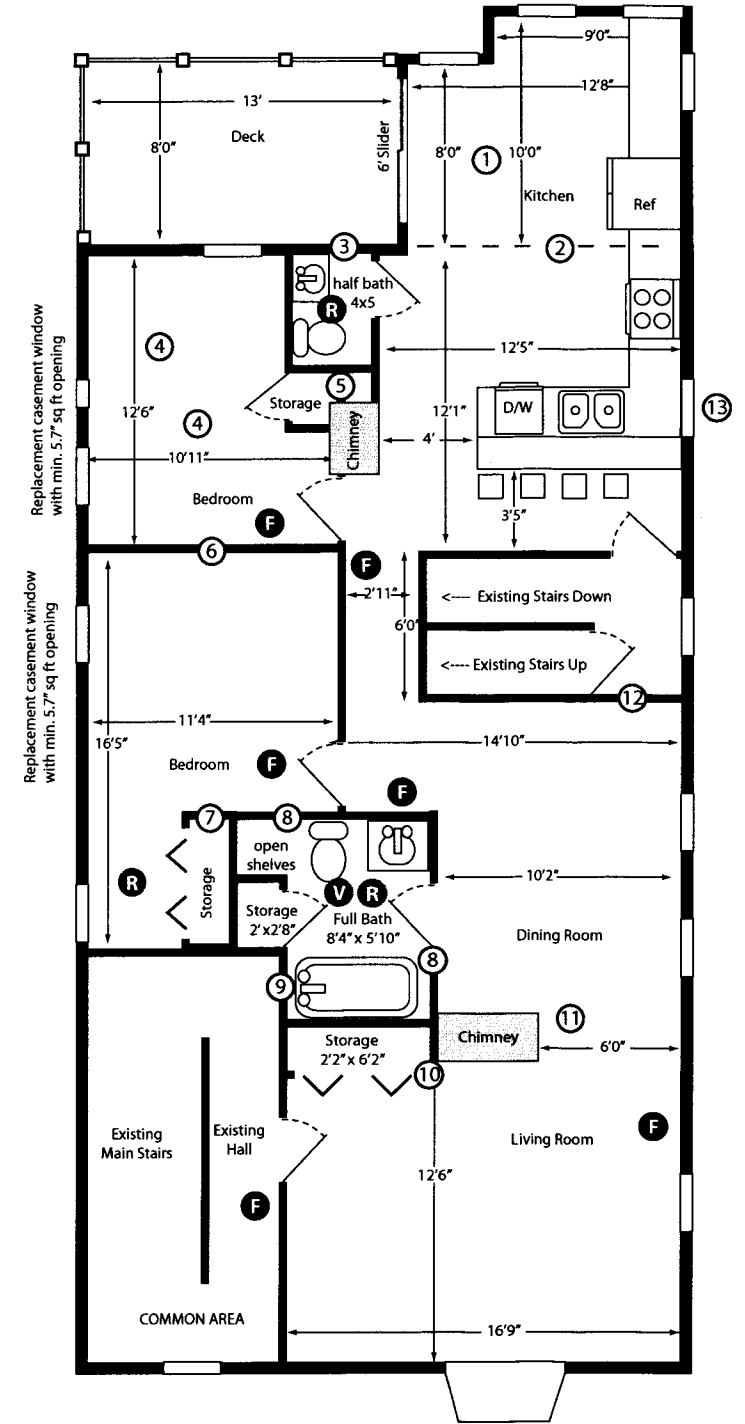 9'0"
12'8"
13'
Deck
8'0"
6' Slider
8'0"
1
10'0"
Kitchen
Ref
3
2
half bath
4x5
R
4
12'5"
Replacement casement window
with min. 5.7" sq ft opening
5
Storage
12'6"
4
12'1"
D/W
13
Chimney
4'
10'11"
Bedroom
3'5"
F
6
F
2'11"
<---- Existing Stairs Down
6'0"
Replacement casement window
with min. 5.7" sq ft opening
<---- Existing Stairs Up
12
11'4"
16'5"
14'10"
Bedroom
F
F
7
8
open
shelves
R
Storage
V
R
10'2"
Storage
2'x2'8"
Full Bath
8'4" x 5'10"
Dining Room
8
9
11
Chimney
Storage
2'2" x 6'2"
6'0"
10
Existing
Main Stairs
Existing
Hall
F
Living Room
12'6"
F
COMMON AREA
16'9"